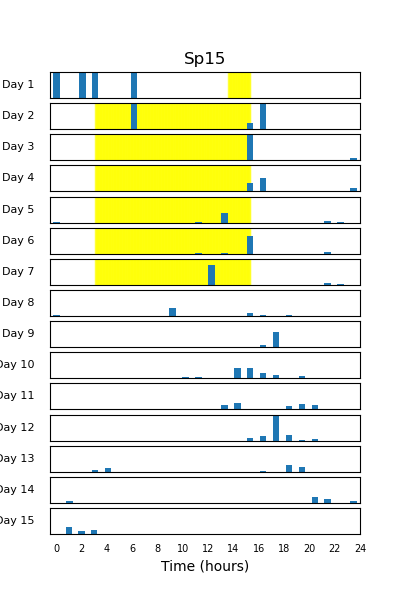 Sp15
Day 1
Day 2
Day 3
Day 4
Day 5
Day 6
Day 7
Day 8
Day 9
Day 10
Day 11
Day 12
Day 13
Day 14
Day 15
0 2 4 6 8 10 12 14 16 18 20 22 24
Time (hours)